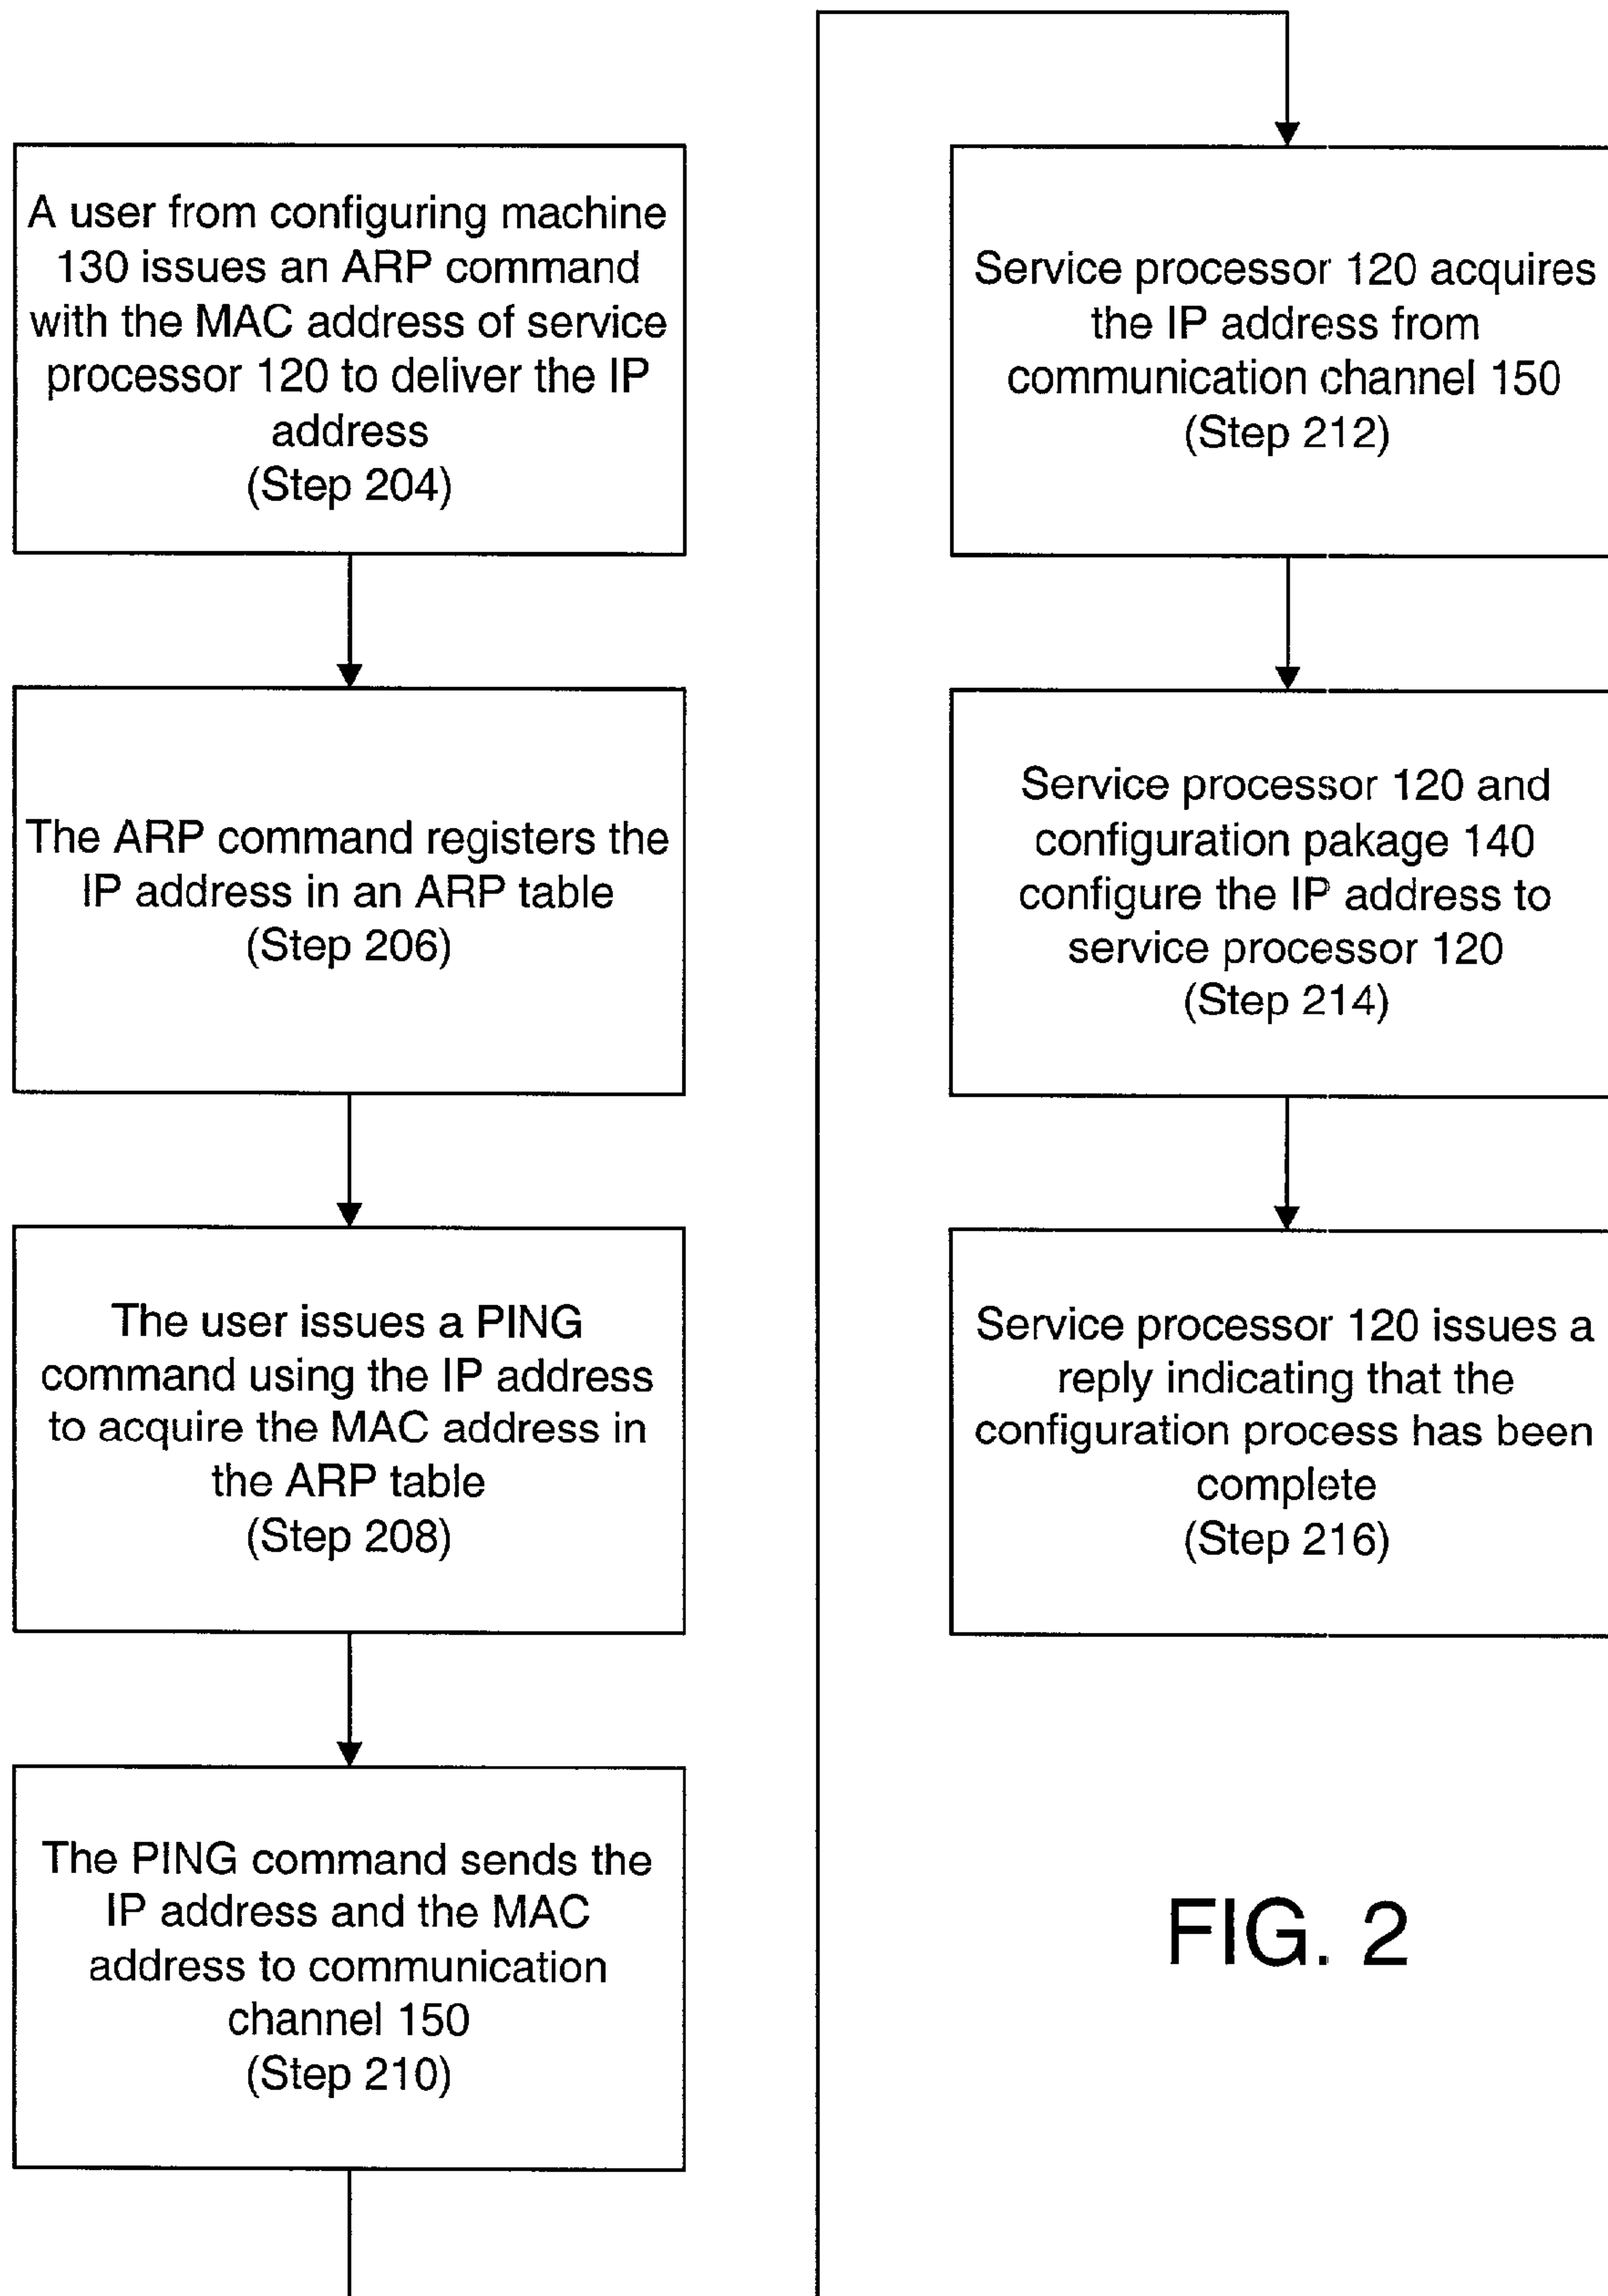 A user from configuring machine
130 issues an ARP command
with the MAC address of service
processor 120 to deliver the IP
address
(Step 204)
The ARP command registers the
IP address in an ARP table
(Step 206)
The user issues a PING
command using the IP address
to acquire the MAC address in
the ARP table
(Step 208)
The PING command sends the
IP address and the MAC
address to communication
channel 150
(Step 210)
Service processor 120 acquires
the IP address from
communication channel 150
(Step 212)
Service processor 120 and
configuration pakage 140
configure the IP address to
service processor 120
(Step 214)
Service processor 120 issues a
reply indicating that the
configuration process has been
complete
(Step 216)
FIG. 2